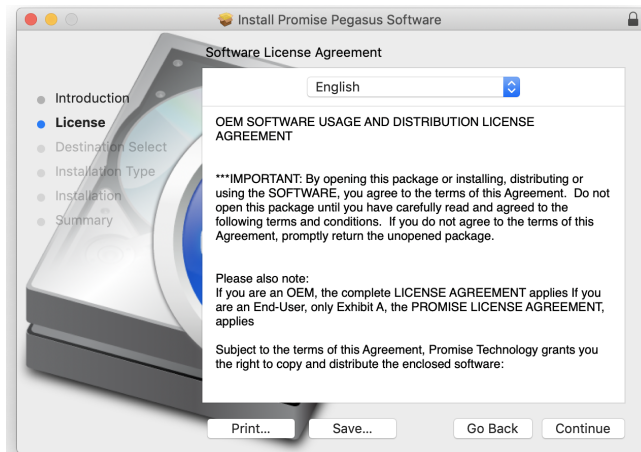 Install Promise Pegasus Software
Software License Agreement
Introduction
License
Destination Select
Installation Type
Installation
Summary
English
OEM SOFTWARE USAGE AND DISTRIBUTION LICENSE
AGREEMENT
***IMPORTANT: By opening this package or installing, distributing or
using the SOFTWARE, you agree to the terms of this Agreement.  Do not
open this package until you have carefully read and agreed to the
following terms and conditions.  If you do not agree to the terms of this
Agreement, promptly return the unopened package.
Please also note:
If you are an OEM, the complete LICENSE AGREEMENT applies If you
are an End-User, only Exhibit A, the PROMISE LICENSE AGREEMENT,
applies
Subject to the terms of this Agreement, Promise Technology grants you
the right to copy and distribute the enclosed software:
Print... Save... Go Back Continue